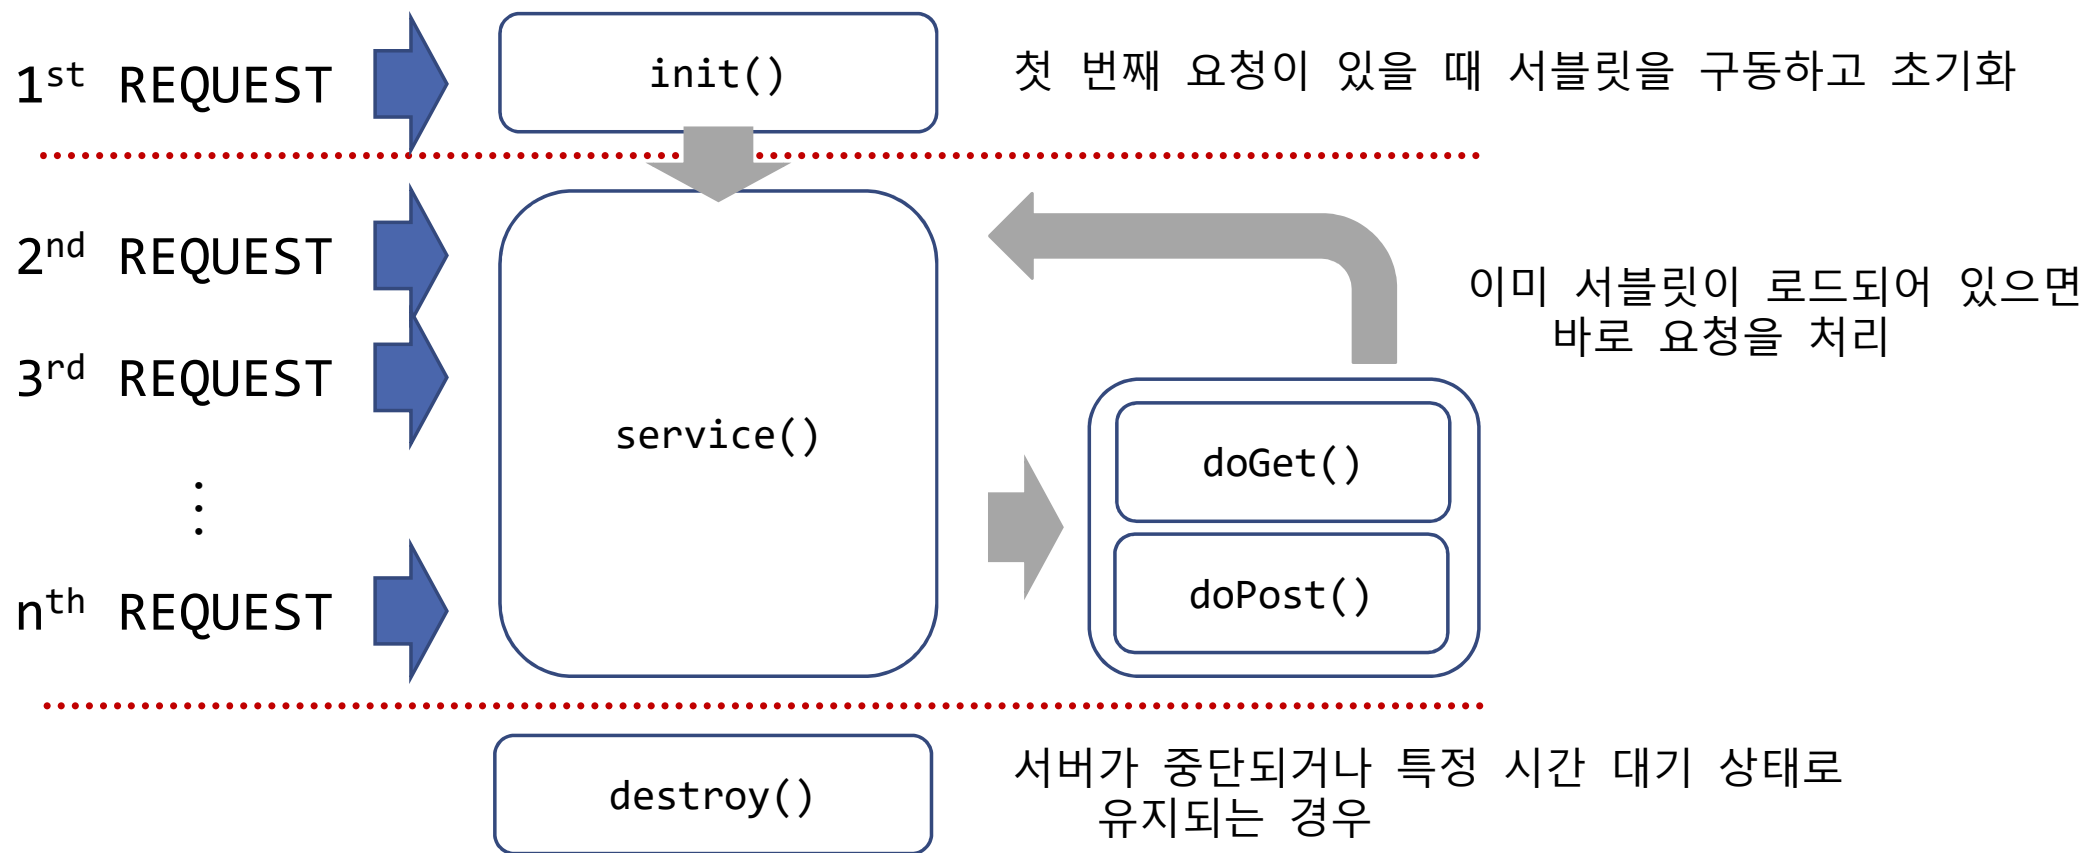 1st REQUEST
init()
첫 번째 요청이 있을 때 서블릿을 구동하고 초기화
2nd REQUEST
이미 서블릿이 로드되어 있으면
바로 요청을 처리
3rd REQUEST
service()
doGet()
⋮
doPost()
nth REQUEST
서버가 중단되거나 특정 시간 대기 상태로
destroy()
유지되는 경우